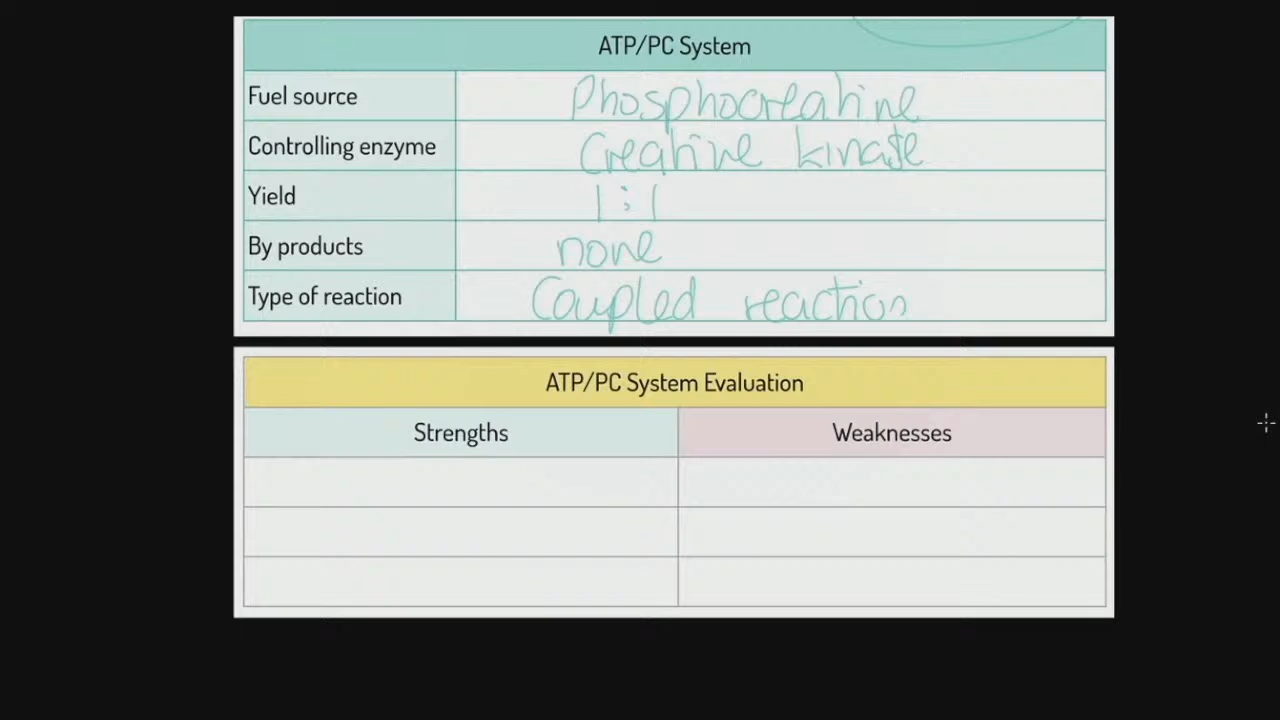 ATP/PC System
Fuel source Phosphocreatine
Controlling enzyme Creatine kinase
Yield 1:1
By products none
Type of reaction Coupled reaction
ATP/PC System Evaluation
Strengths Weaknesses